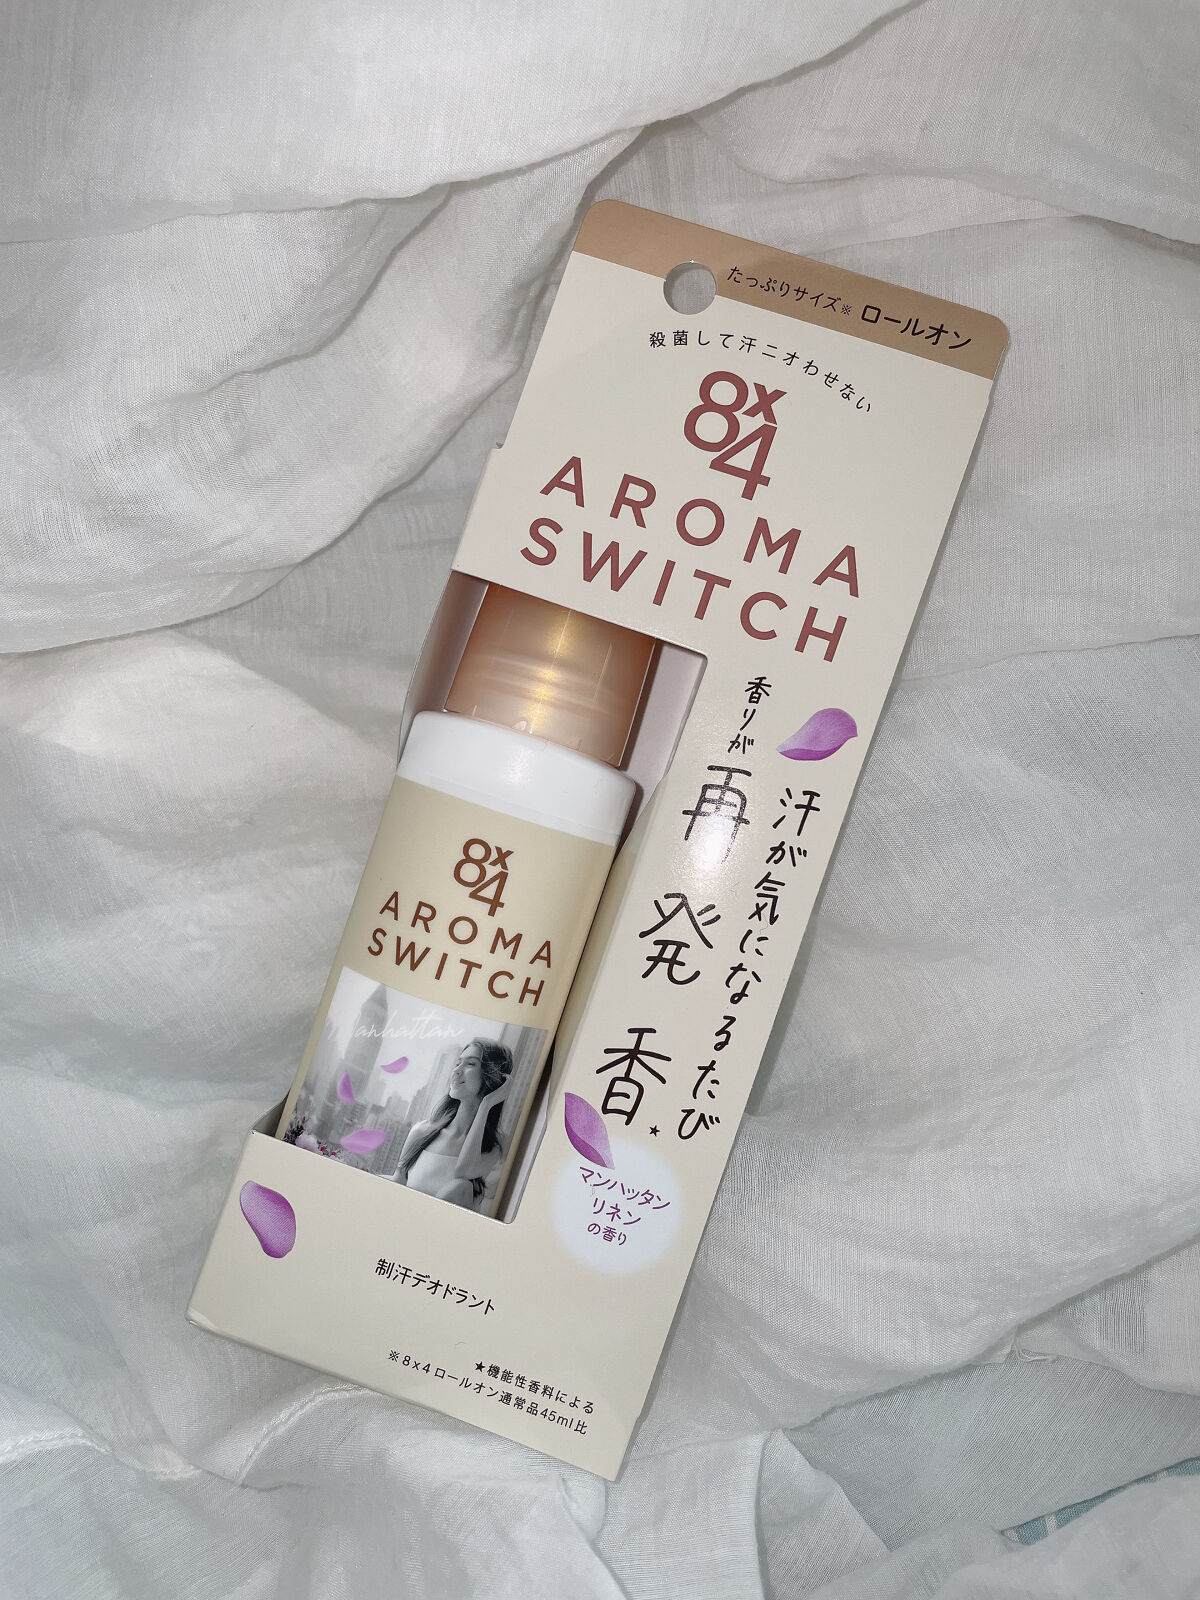 たっぷりサイズ※ ロールオン
殺菌して汗ニオわせない
8x4
AROMA
SWITCH
汗が気になるたび
香りが
再発香★
マンハッタン
リネン
の香り
8x4
AROMA
SWITCH
anhattan
制汗デオドラント
★機能性香料による
※8x4ロールオン通常品45ml比